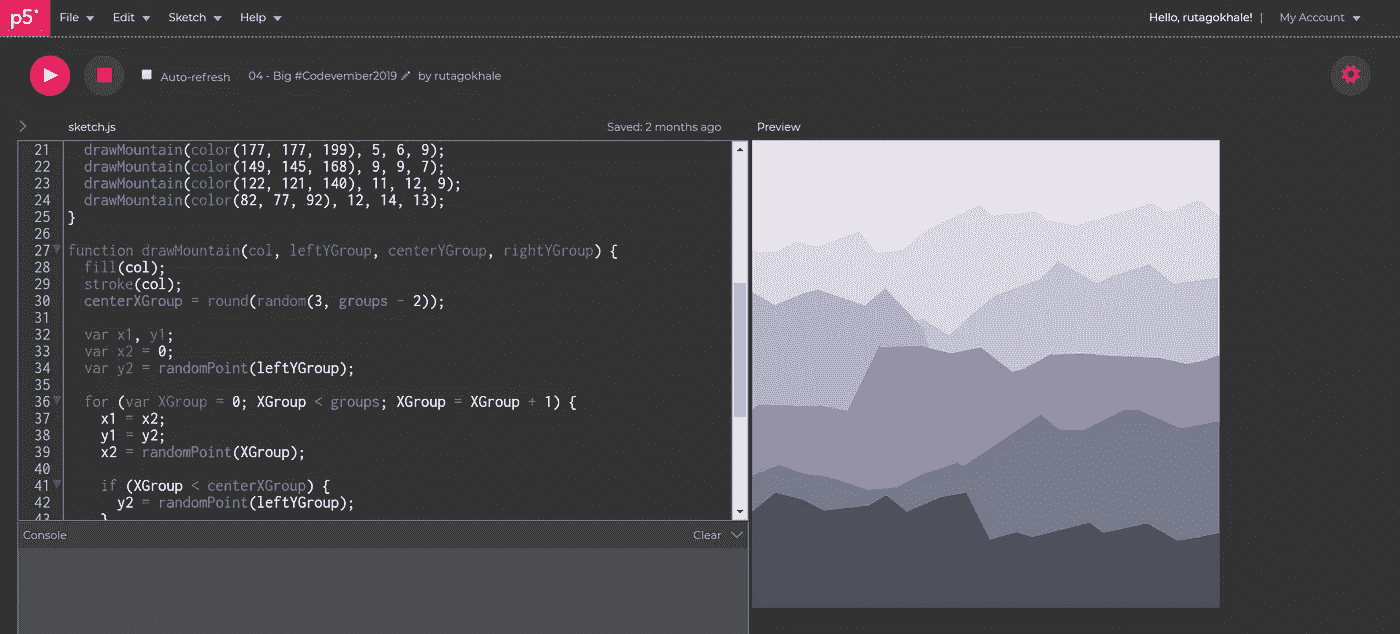 p5* File Edit Sketch Help Hello, rutagokhale! | My Account
Auto-refresh 04 - Big #Codevember2019 by rutagokhale
sketch.js Saved: 2 months ago Preview
21 drawMountain(color(177, 177, 199), 5, 6, 9);
22 drawMountain(color(149, 145, 168), 9, 9, 7);
23 drawMountain(color(122, 121, 140), 11, 12, 9);
24 drawMountain(color(82, 77, 92), 12, 14, 13);
25 }
26
27 function drawMountain(col, leftYGroup, centerYGroup, rightYGroup) {
28 fill(col);
29 stroke(col);
30 centerXGroup = round(random(3, groups - 2));
31
32 var x1, y1;
33 var x2 = 0;
34 var y2 = randomPoint(leftYGroup);
35
36 for (var XGroup = 0; XGroup < groups; XGroup = XGroup + 1) {
37 x1 = x2;
38 y1 = y2;
39 x2 = randomPoint(XGroup);
40
41 if (XGroup < centerXGroup) {
42 y2 = randomPoint(leftYGroup);
43 }
Console Clear